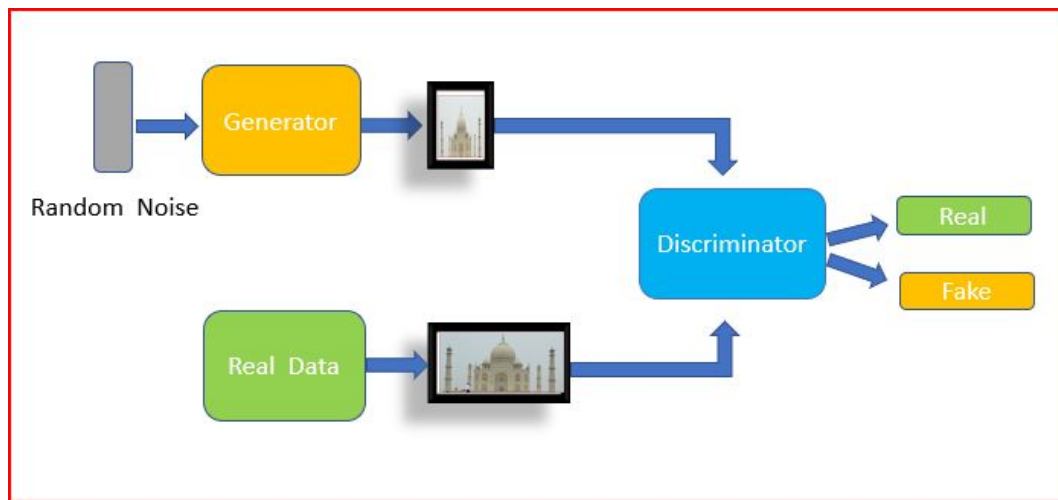 Generator
Random Noise
Real
Discriminator
Fake
Real Data